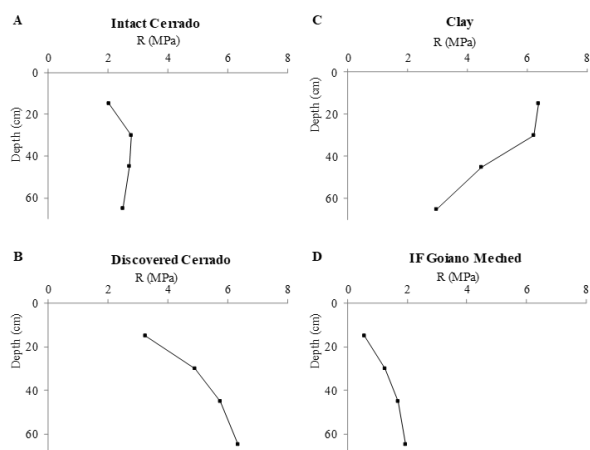 A
Intact Cerrado
R (MPa)
0 2 4 6 8
0
20
40
60
Depth (cm)
C
Clay
R (MPa)
0 2 4 6 8
0
20
40
60
Depth (cm)
B
Discovered Cerrado
R (MPa)
0 2 4 6 8
0
20
40
60
Depth (cm)
D
IF Goiano Meched
R (MPa)
0 2 4 6 8
0
20
40
60
Depth (cm)